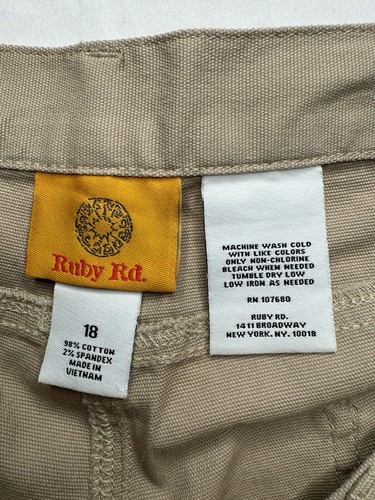 Ruby Rd.
18
98% COTTON
2% SPANDEX
MADE IN
VIETNAM
MACHINE WASH COLD
WITH LIKE COLORS
ONLY NON-CHLORINE
BLEACH WHEN NEEDED
TUMBLE DRY LOW
LOW IRON AS NEEDED
RN 107680
RUBY RD.
1411 BROADWAY
NEW YORK. NY. 10018